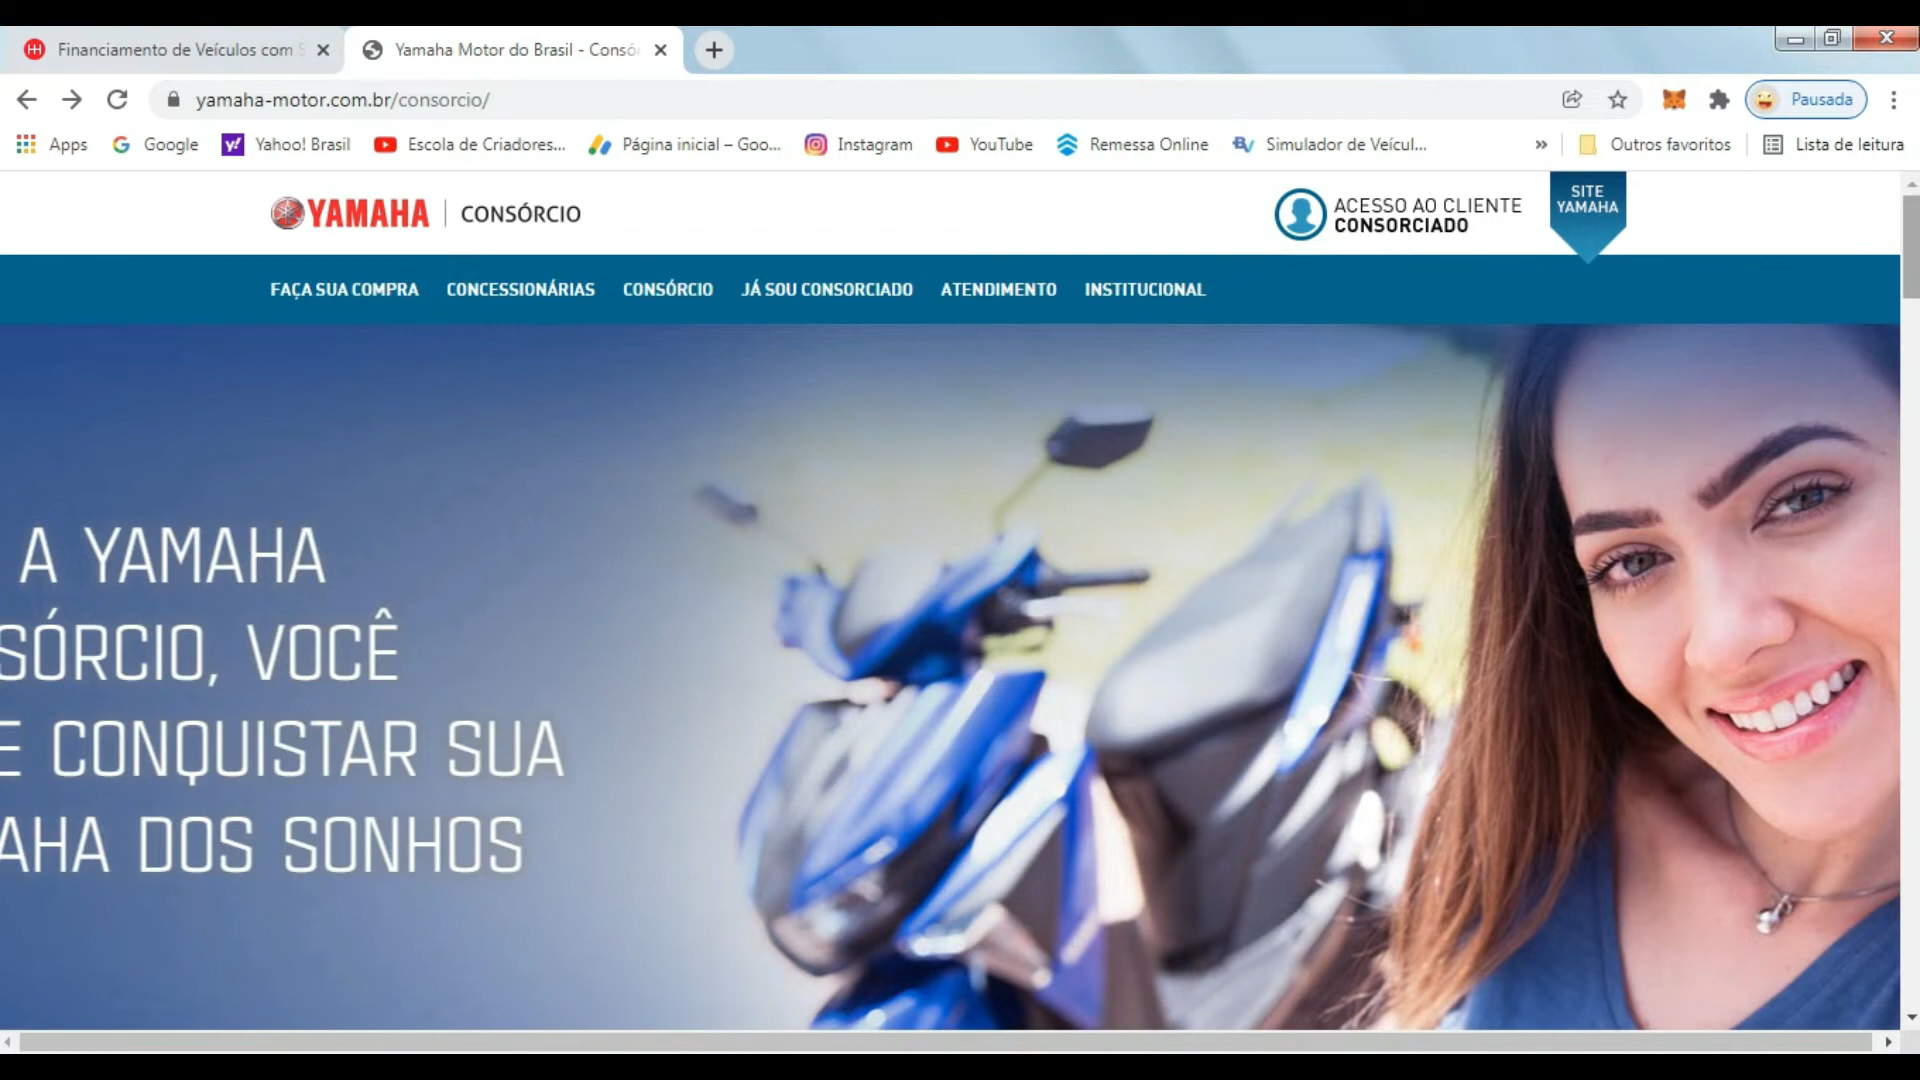 Financiamento de Veículos com S
Yamaha Motor do Brasil - Consór
yamaha-motor.com.br/consorcio/
Pausada
Apps
Google
Yahoo! Brasil
Escola de Criadores...
Página inicial – Goo...
Instagram
YouTube
Remessa Online
Simulador de Veícul...
»
Outros favoritos
Lista de leitura
YAMAHA | CONSÓRCIO
ACESSO AO CLIENTE
CONSORCIADO
SITE
YAMAHA
FAÇA SUA COMPRA
CONCESSIONÁRIAS
CONSÓRCIO
JÁ SOU CONSORCIADO
ATENDIMENTO
INSTITUCIONAL
A YAMAHA
SÓRCIO, VOCÊ
E CONQUISTAR SUA
AHA DOS SONHOS